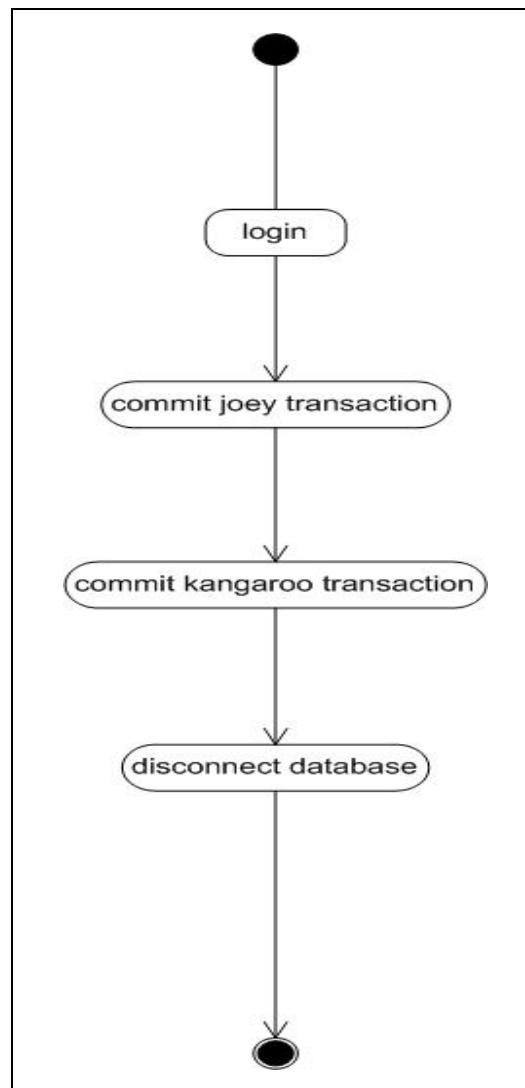 login
commit joey transaction
commit kangaroo transaction
disconnect database